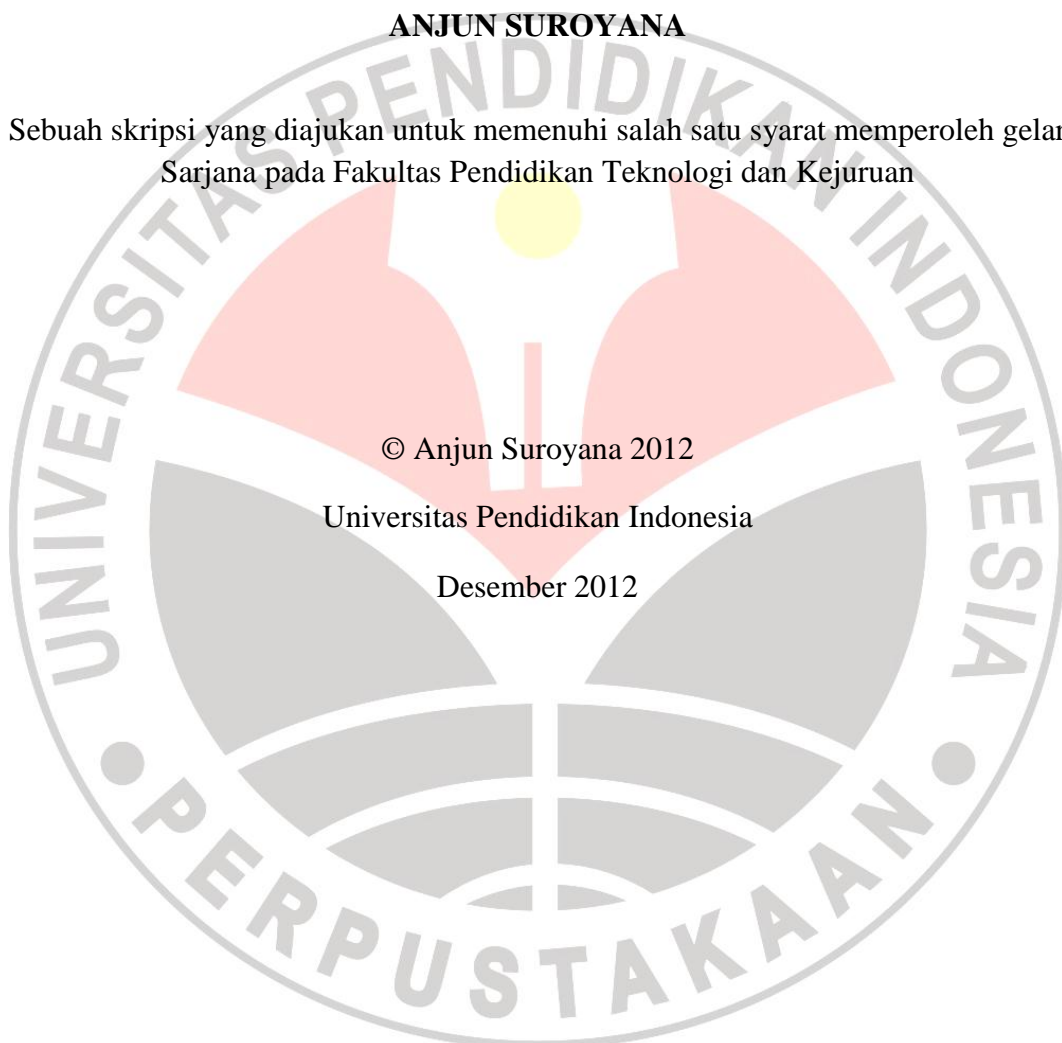 ANJUN SUROYANA
Sebuah skripsi yang diajukan untuk memenuhi salah satu syarat memperoleh gelar
Sarjana pada Fakultas Pendidikan Teknologi dan Kejuruan
© Anjun Suroyana 2012
Universitas Pendidikan Indonesia
Desember 2012
UNIVERSITAS PENDIDIKAN INDONESIA
PERPUSTAKAAN